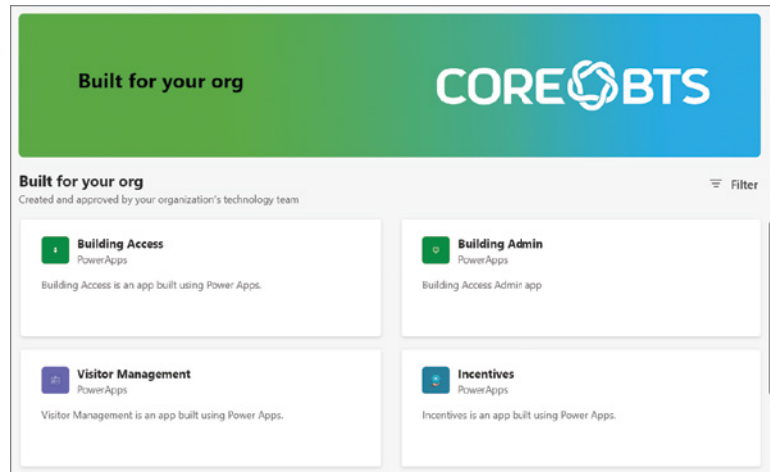 Built for your org
CORE BTS
Built for your org
Filter
Created and approved by your organization's technology team
Building Access
PowerApps
Building Access is an app built using Power Apps.
Building Admin
PowerApps
Building Access Admin app
Visitor Management
PowerApps
Visitor Management is an app built using Power Apps.
Incentives
PowerApps
Incentives is an app built using Power Apps.